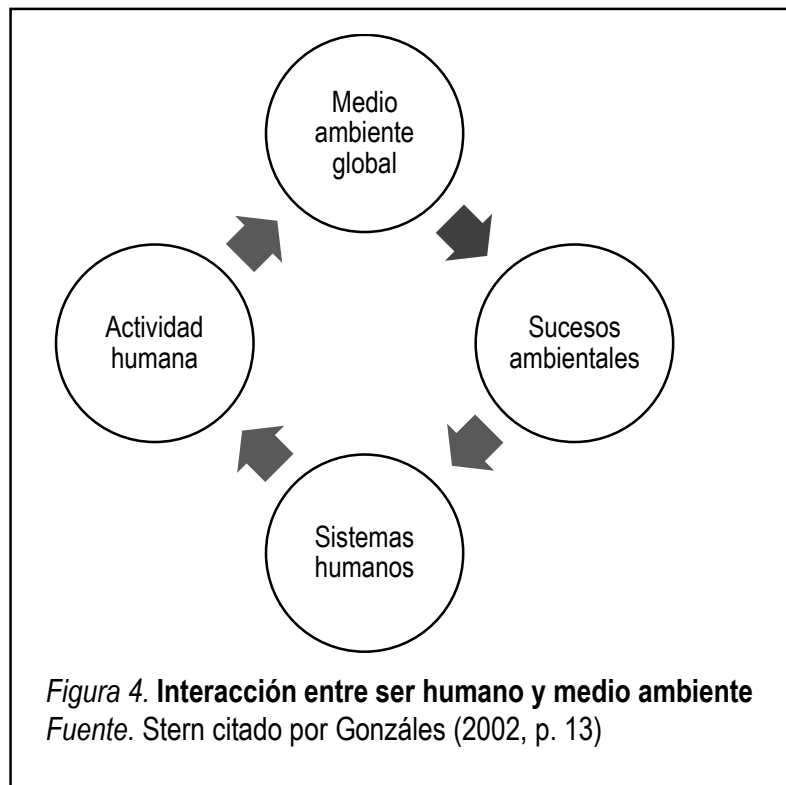 Medio
ambiente
global
Sucesos
ambientales
Sistemas
humanos
Actividad
humana
Figura 4. Interacción entre ser humano y medio ambiente
Fuente. Stern citado por Gonzáles (2002, p. 13)